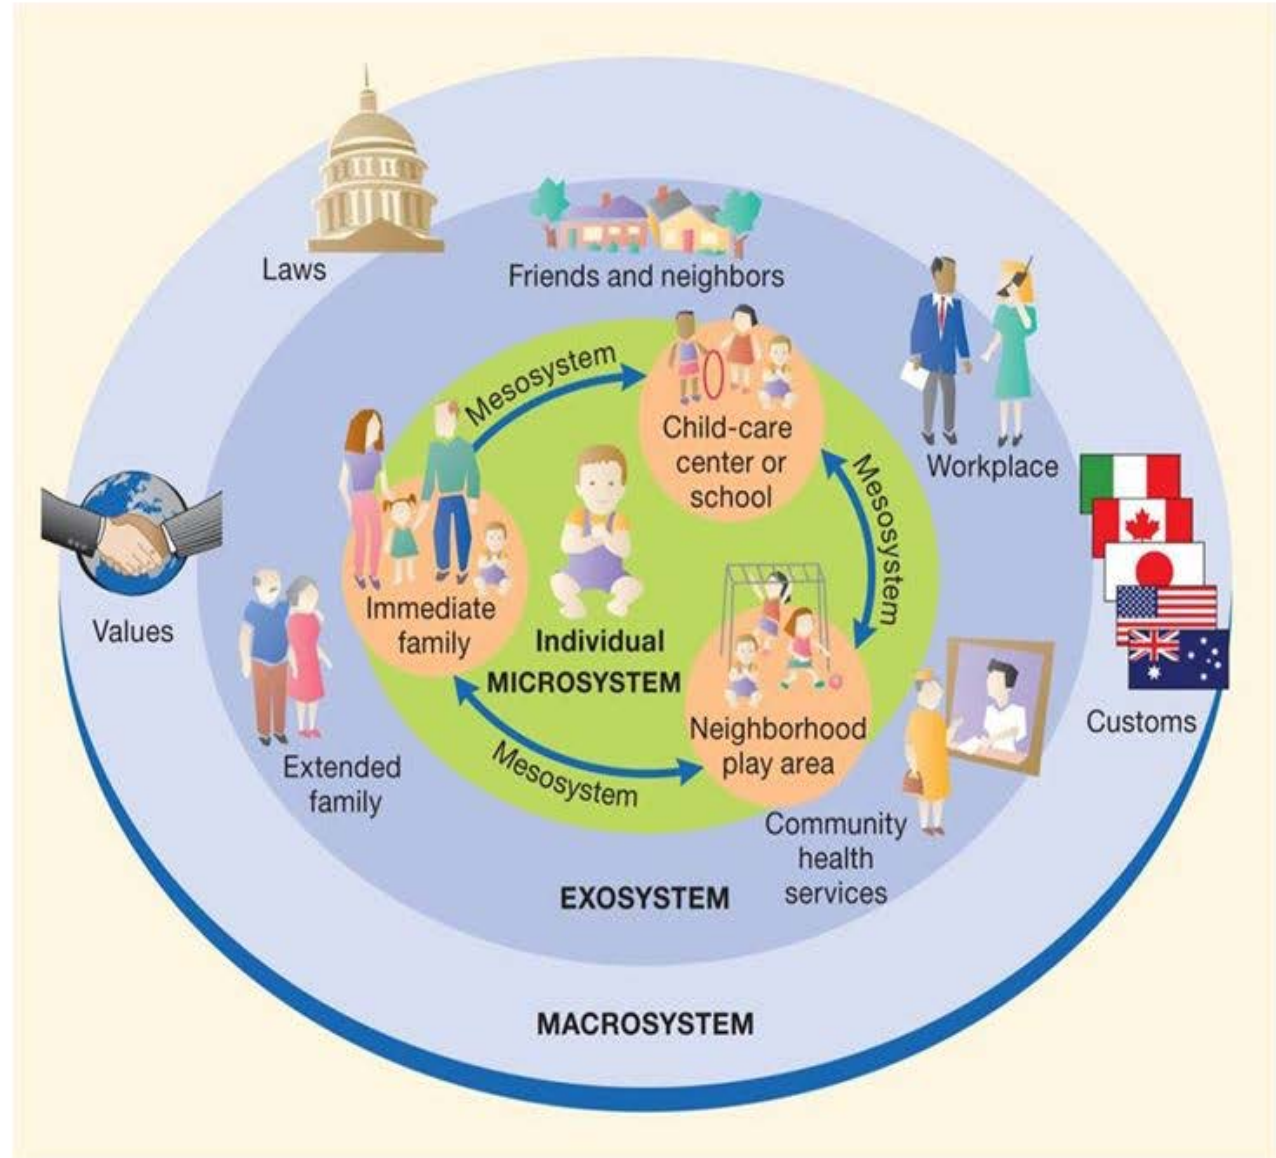 Laws
Friends and neighbors
Mesosystem
Child-care
center or
school
Workplace
Mesosystem
Values
Immediate
family
Individual
MICROSYSTEM
Neighborhood
play area
Customs
Extended
family
Mesosystem
Community
health
services
EXOSYSTEM
MACROSYSTEM